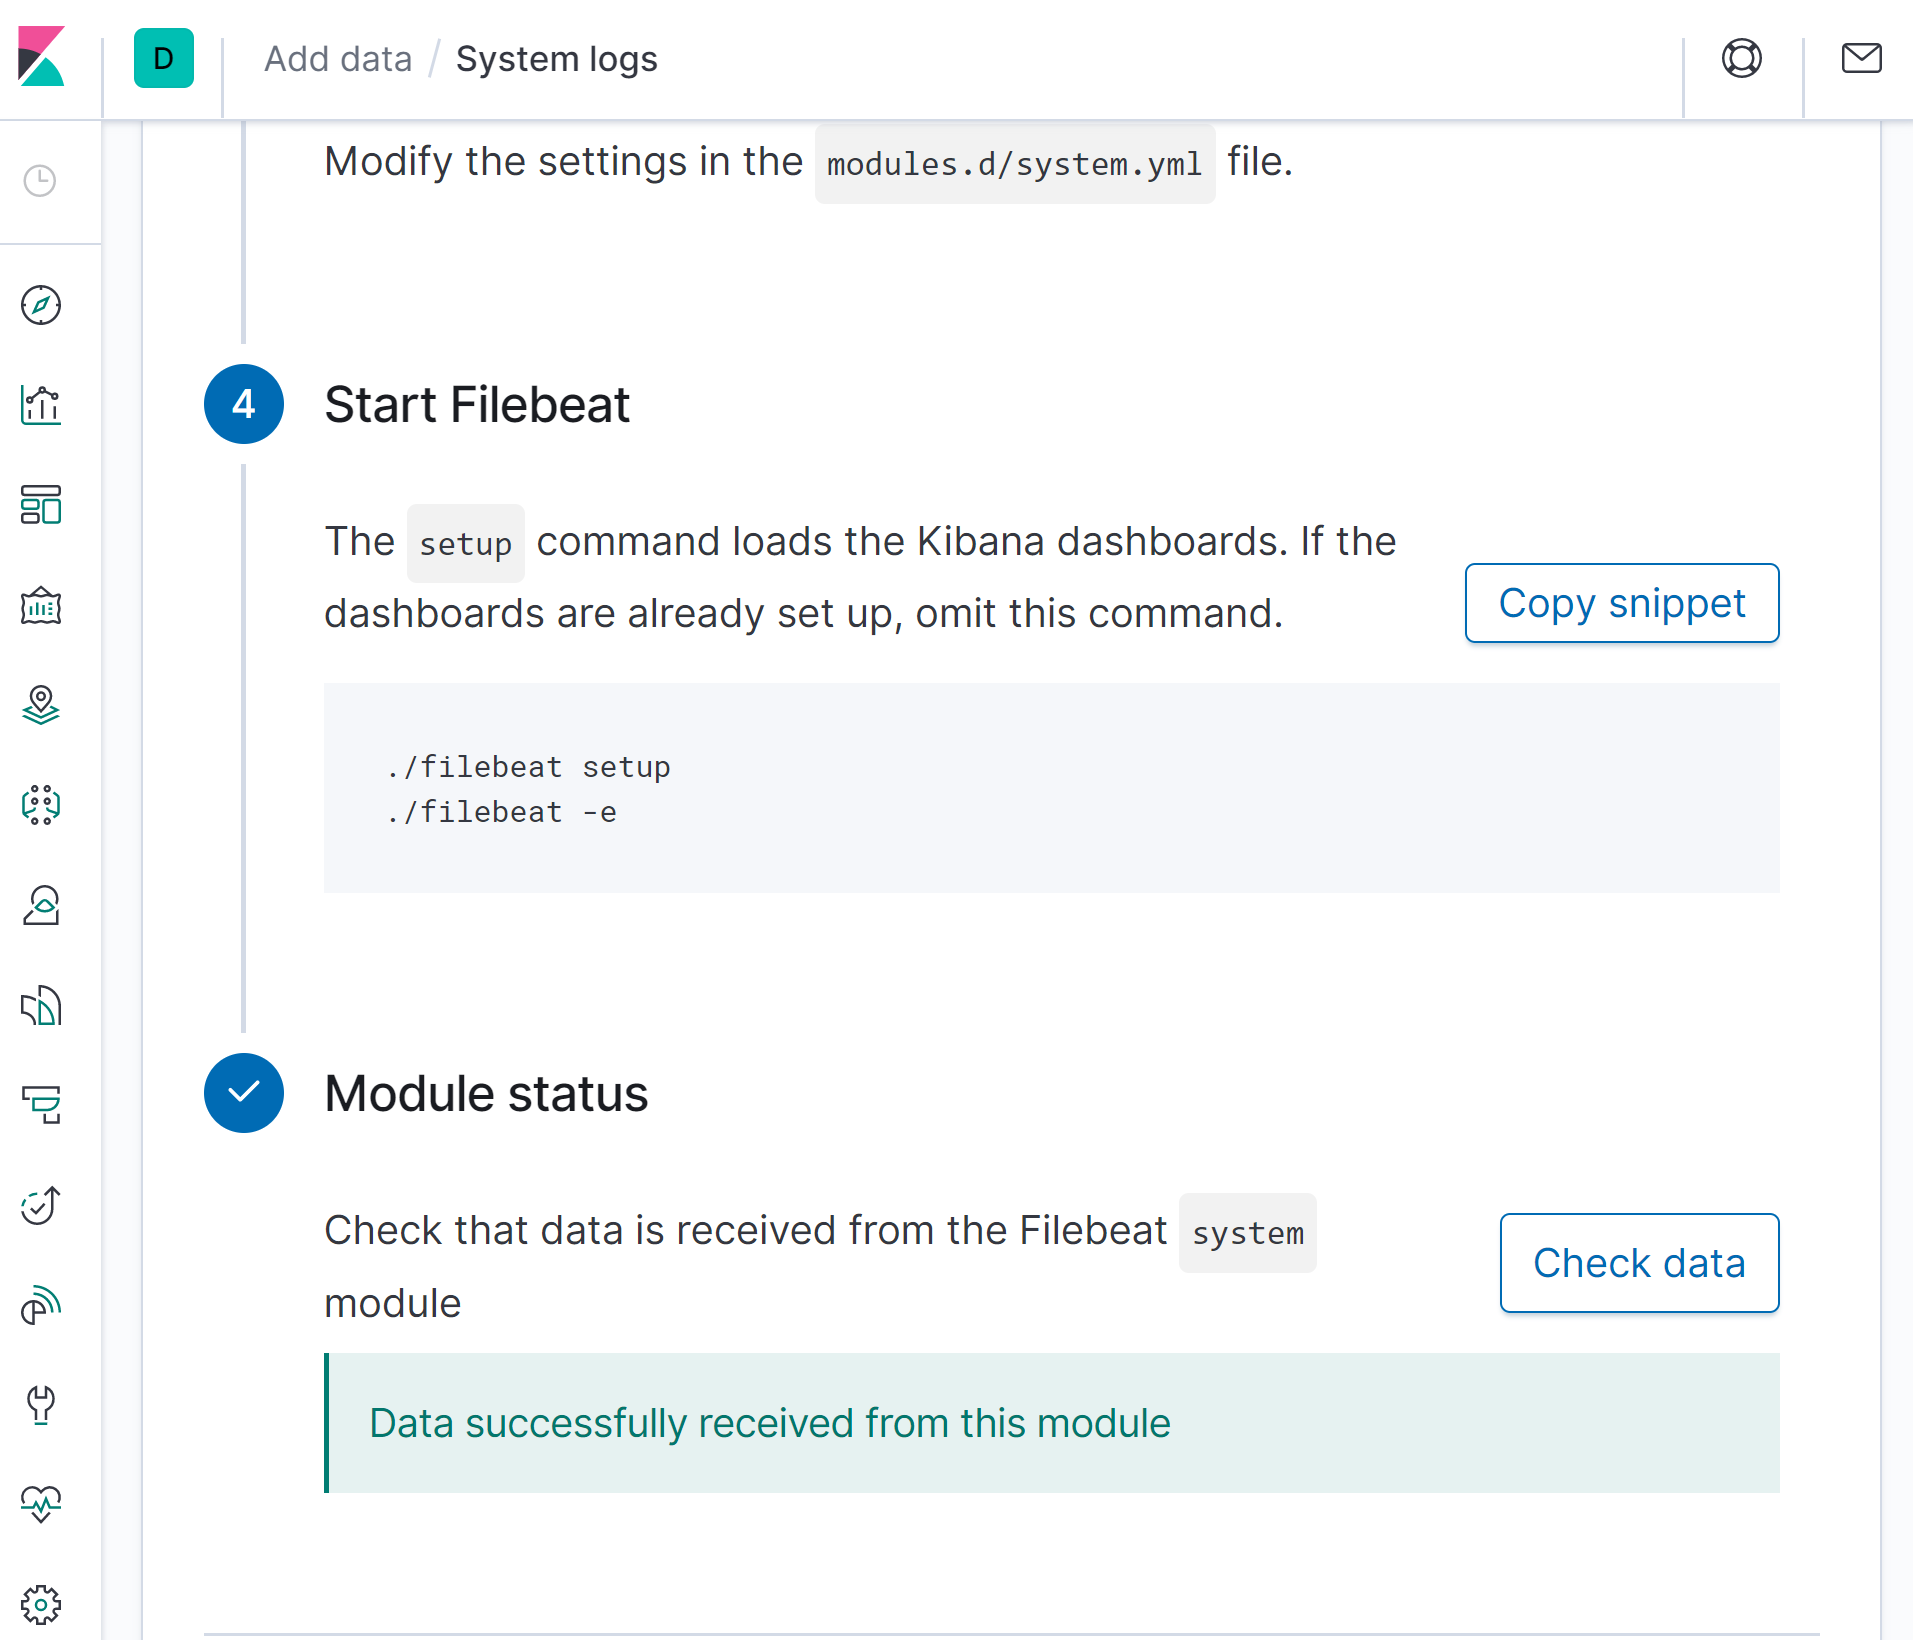 D
Add data / System logs
Modify the settings in the modules.d/system.yml file.
4
Start Filebeat
The setup command loads the Kibana dashboards. If the
dashboards are already set up, omit this command.
Copy snippet
./filebeat setup
./filebeat -e
Module status
Check that data is received from the Filebeat system
module
Check data
Data successfully received from this module